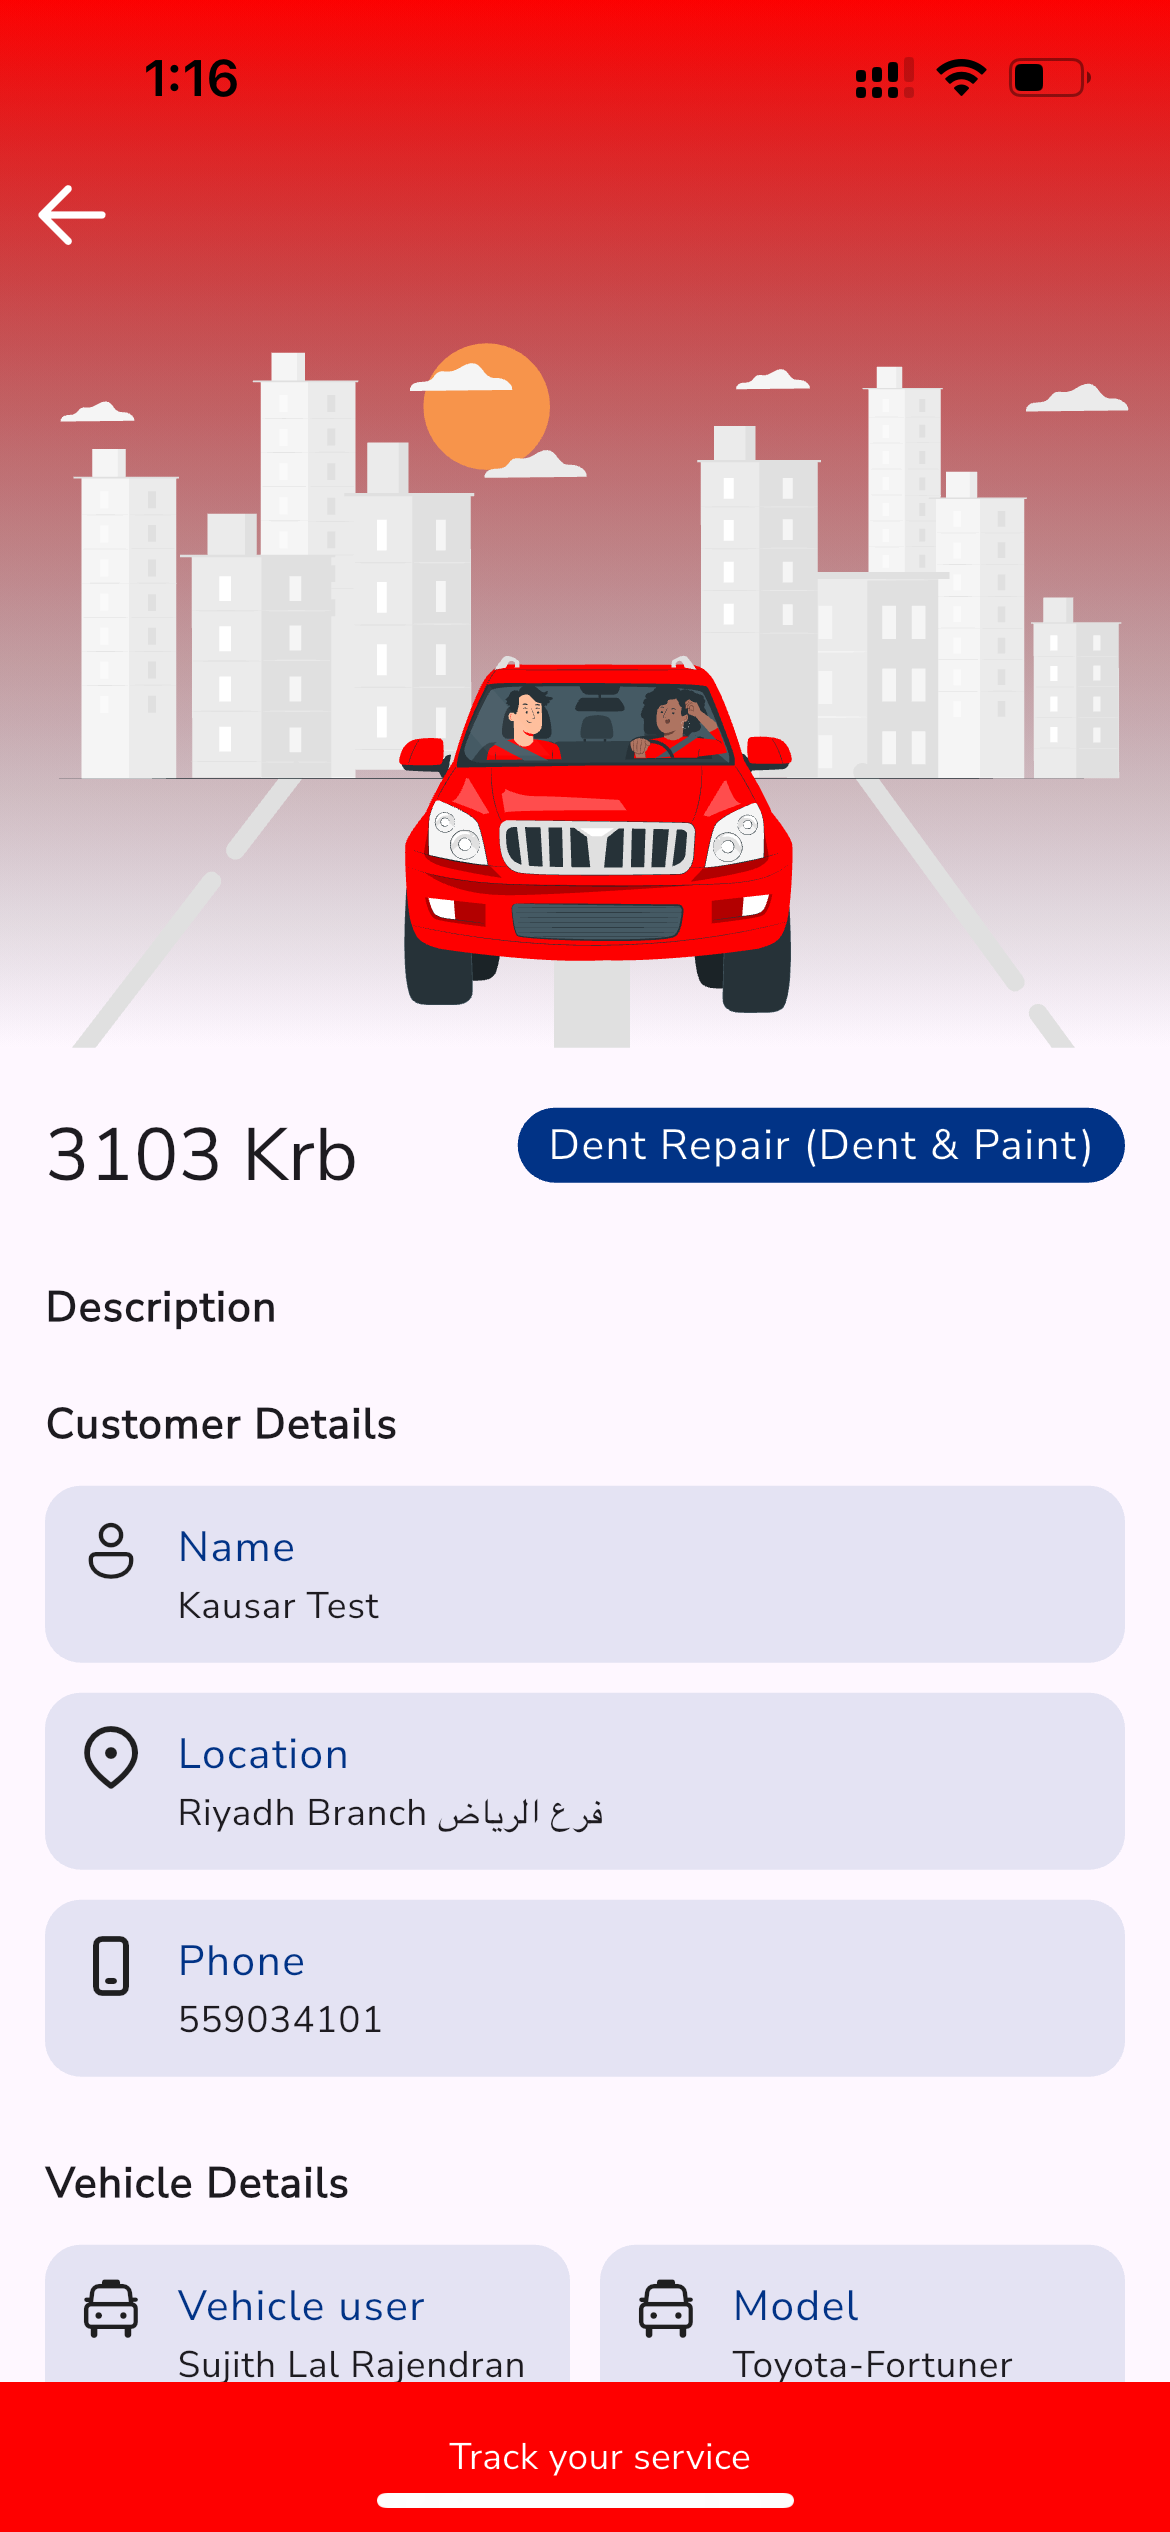 1:16
3103 Krb
Dent Repair (Dent & Paint)
Description
Customer Details
Name
Kausar Test
Location
Riyadh Branch فرع الرياض
Phone
559034101
Vehicle Details
Vehicle user
Sujith Lal Rajendran
Model
Toyota-Fortuner
Track your service